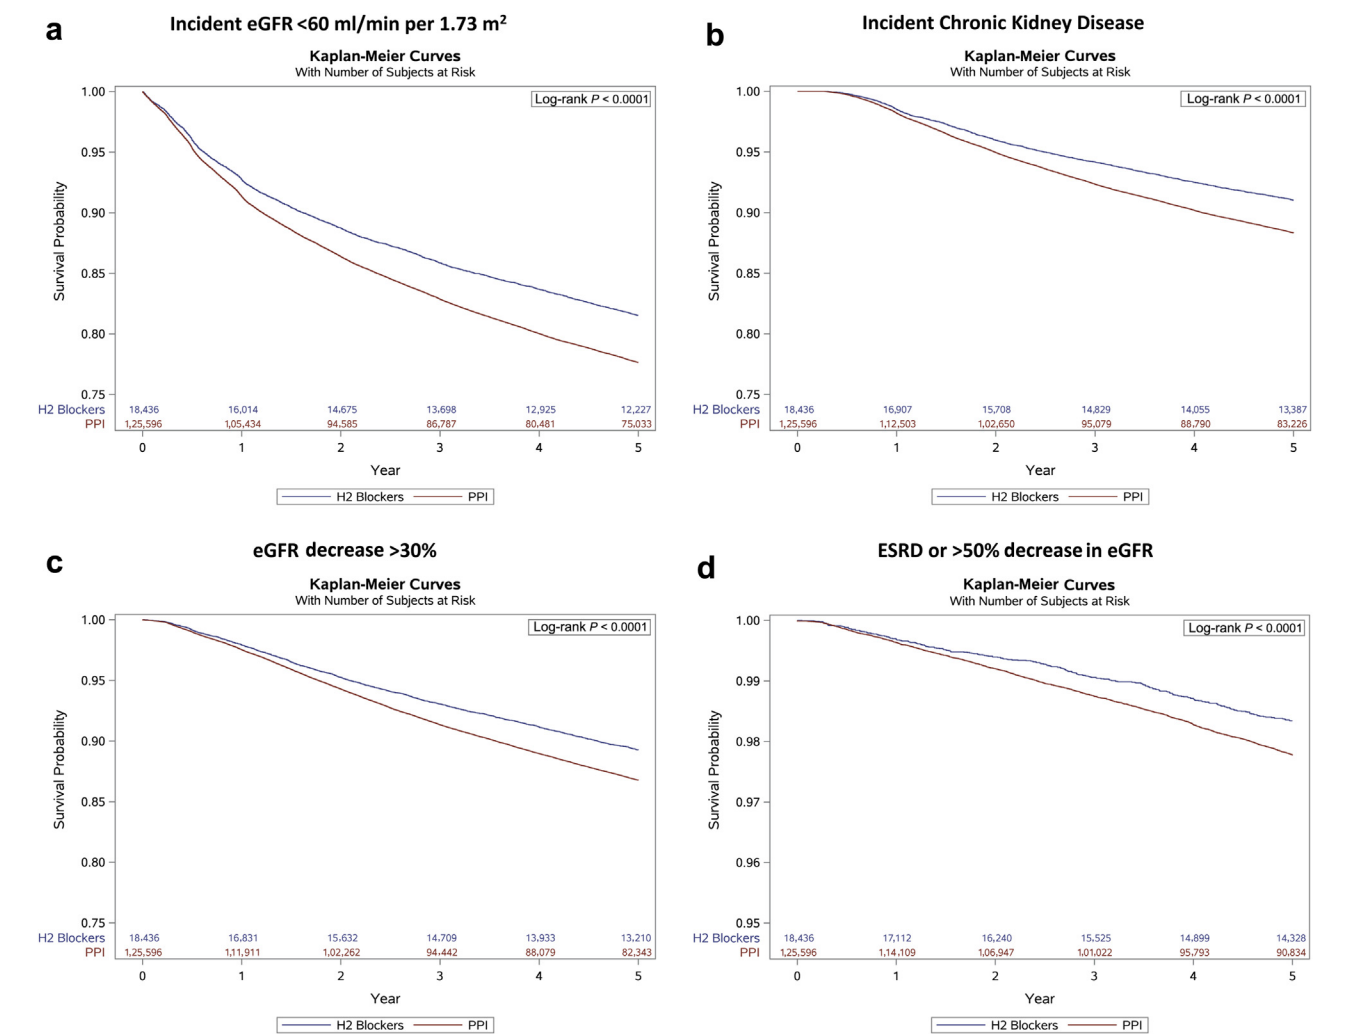 a
Incident eGFR <60 ml/min per 1.73 m²
Kaplan-Meier Curves
With Number of Subjects at Risk
Log-rank P < 0.0001
Survival Probability
1.00
0.95
0.90
0.85
0.80
0.75
H2 Blockers 18,436 16,014 14,675 13,698 12,925 12,227
PPI 1,25,596 1,05,434 94,585 86,787 80,481 75,033
0 1 2 3 4 5
Year
H2 Blockers PPI
b
Incident Chronic Kidney Disease
Kaplan-Meier Curves
With Number of Subjects at Risk
Log-rank P < 0.0001
Survival Probability
1.00
0.95
0.90
0.85
0.80
0.75
H2 Blockers 18,436 16,907 15,708 14,829 14,055 13,387
PPI 1,25,596 1,12,503 1,02,650 95,079 88,790 83,226
0 1 2 3 4 5
Year
H2 Blockers PPI
c
eGFR decrease >30%
Kaplan-Meier Curves
With Number of Subjects at Risk
Log-rank P < 0.0001
Survival Probability
1.00
0.95
0.90
0.85
0.80
0.75
H2 Blockers 18,436 16,831 15,632 14,709 13,933 13,210
PPI 1,25,596 1,11,911 1,02,262 94,442 88,079 82,343
0 1 2 3 4 5
Year
H2 Blockers PPI
d
ESRD or >50% decrease in eGFR
Kaplan-Meier Curves
With Number of Subjects at Risk
Log-rank P < 0.0001
Survival Probability
1.00
0.99
0.98
0.97
0.96
0.95
H2 Blockers 18,436 17,112 16,240 15,525 14,899 14,328
PPI 1,25,596 1,14,109 1,06,947 1,01,022 95,793 90,834
0 1 2 3 4 5
Year
H2 Blockers PPI